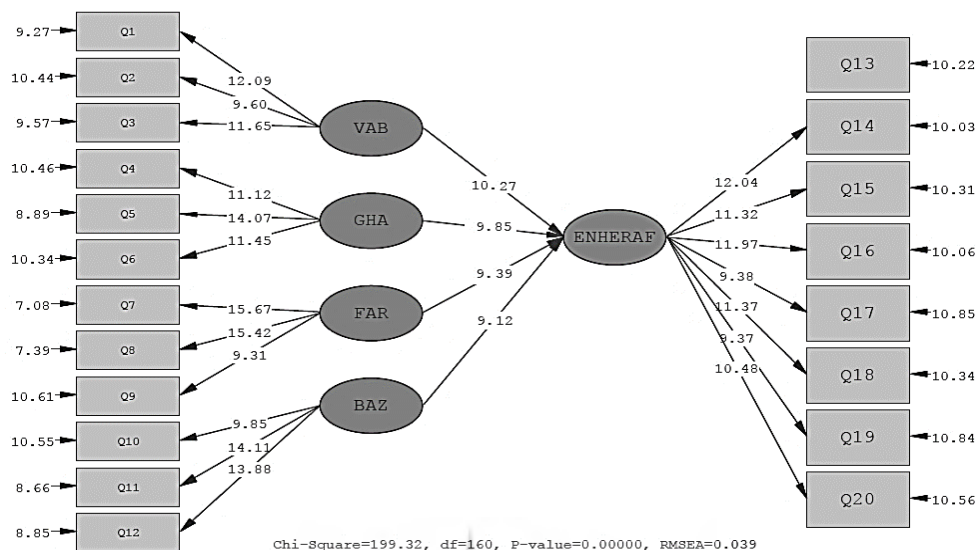 9.27 Q1
10.44 Q2
9.57 Q3
10.46 Q4
8.89 Q5
10.34 Q6
7.08 Q7
7.39 Q8
10.61 Q9
10.55 Q10
8.66 Q11
8.85 Q12
12.09
9.60
11.65
11.12
14.07
11.45
15.67
15.42
9.31
9.85
14.11
13.88
VAB
GHA
FAR
BAZ
10.27
9.85
9.39
9.12
ENHERAF
12.04
11.32
11.97
9.38
11.37
9.37
10.48
Q13 10.22
Q14 10.03
Q15 10.31
Q16 10.06
Q17 10.85
Q18 10.34
Q19 10.84
Q20 10.56
Chi-Square=199.32, df=160, P-value=0.00000, RMSEA=0.039